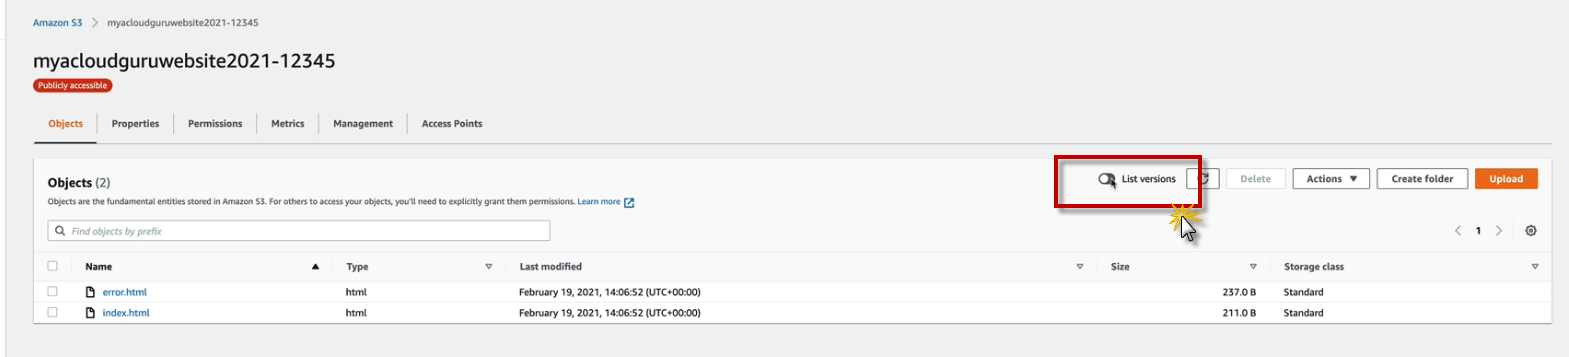 Amazon S3 > myacloudguruwebsite2021-12345
myacloudguruwebsite2021-12345
Publicly accessible
Objects Properties Permissions Metrics Management Access Points
Objects (2) List versions Delete Actions Create folder Upload
Objects are the fundamental entities stored in Amazon S3. For others to access your objects, you'll need to explicitly grant them permissions. Learn more
Find objects by prefix < 1 >
Name Type Last modified Size Storage class
error.html html February 19, 2021, 14:06:52 (UTC+00:00) 237.0 B Standard
index.html html February 19, 2021, 14:06:52 (UTC+00:00) 211.0 B Standard